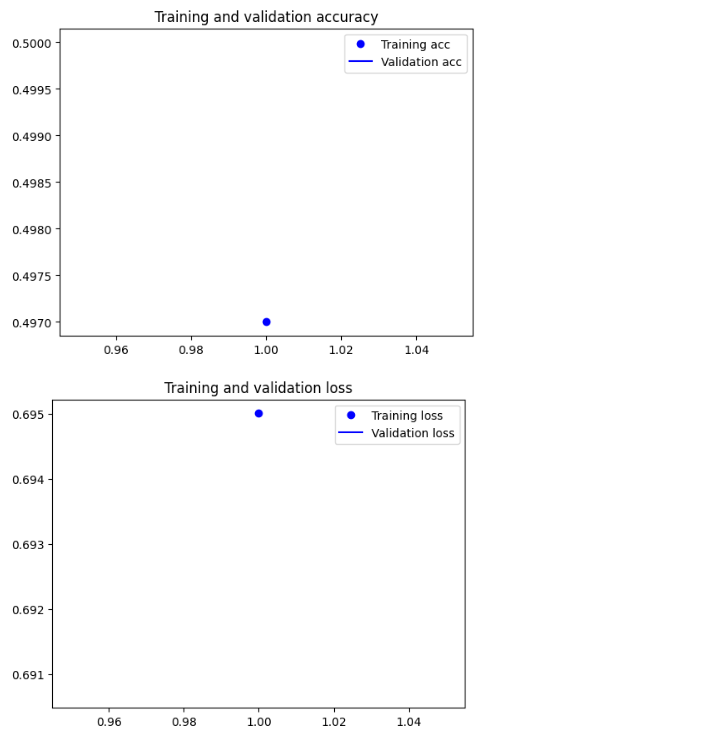 Training and validation accuracy
0.5000
Training acc
Validation acc
0.4995
0.4990
0.4985
0.4980
0.4975
0.4970
0.96 0.98 1.00 1.02 1.04
Training and validation loss
0.695
Training loss
Validation loss
0.694
0.693
0.692
0.691
0.96 0.98 1.00 1.02 1.04